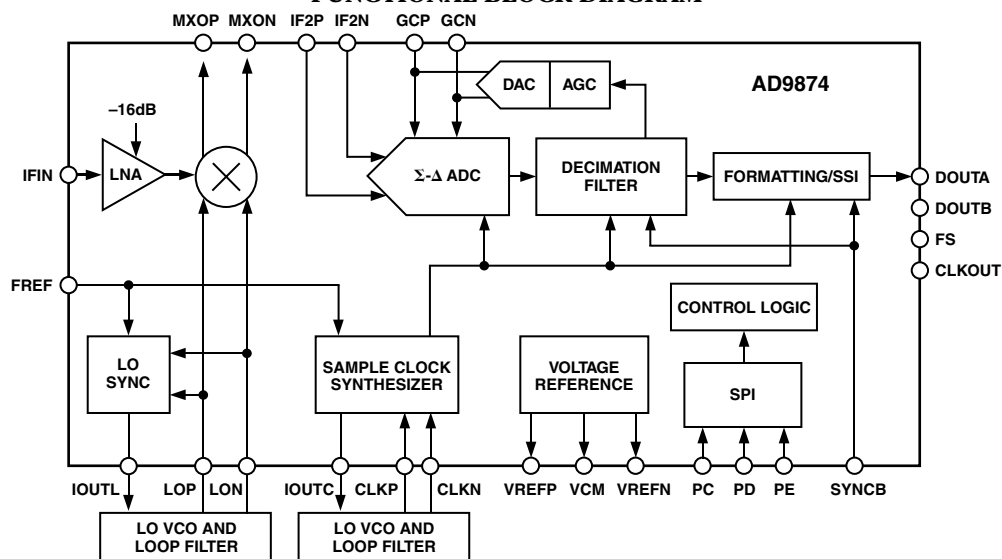 FUNCTIONAL BLOCK DIAGRAM
MXOP MXON IF2P IF2N GCP GCN
DAC AGC
AD9874
–16dB
LNA
IFIN
Σ-Δ ADC
DECIMATION
FILTER
FORMATTING/SSI
DOUTA
DOUTB
FS
CLKOUT
FREF
CONTROL LOGIC
LO
SYNC
SAMPLE CLOCK
SYNTHESIZER
VOLTAGE
REFERENCE
SPI
IOUTL LOP LON IOUTC CLKP CLKN VREFP VCM VREFN PC PD PE SYNCB
LO VCO AND
LOOP FILTER
LO VCO AND
LOOP FILTER